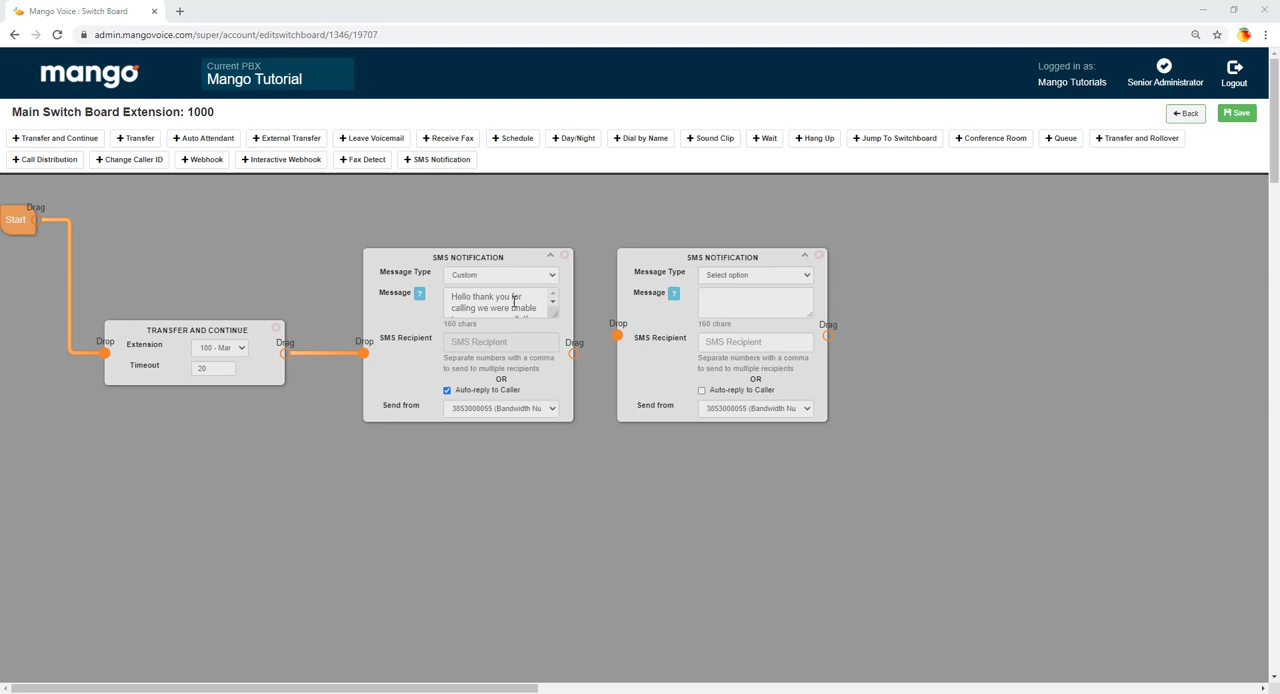 Mango Voice : Switch Board
admin.mangovoice.com/super/account/editswitchboard/1346/19707
mango
Current PBX
Mango Tutorial
Logged in as:
Mango Tutorials
Senior Administrator
Logout
Main Switch Board Extension: 1000
Back
Save
Transfer and Continue
Transfer
Auto Attendant
External Transfer
Leave Voicemail
Receive Fax
Schedule
Day/Night
Dial by Name
Sound Clip
Wait
Hang Up
Jump To Switchboard
Conference Room
Queue
Transfer and Rollover
Call Distribution
Change Caller ID
Webhook
Interactive Webhook
Fax Detect
SMS Notification
Start
Drag
TRANSFER AND CONTINUE
Drop
Extension
100 - Mar
Timeout
20
Drag
SMS NOTIFICATION
Message Type
Custom
Message ?
Hello thank you for
calling we were unable
160 chars
Drop
SMS Recipient
SMS Recipient
Drag
Separate numbers with a comma
to send to multiple recipients
OR
Auto-reply to Caller
Send from
3853008055 (Bandwidth Nu
SMS NOTIFICATION
Message Type
Select option
Message ?
160 chars
Drop
Drag
SMS Recipient
SMS Recipient
Separate numbers with a comma
to send to multiple recipients
OR
Auto-reply to Caller
Send from
3853008055 (Bandwidth Nu